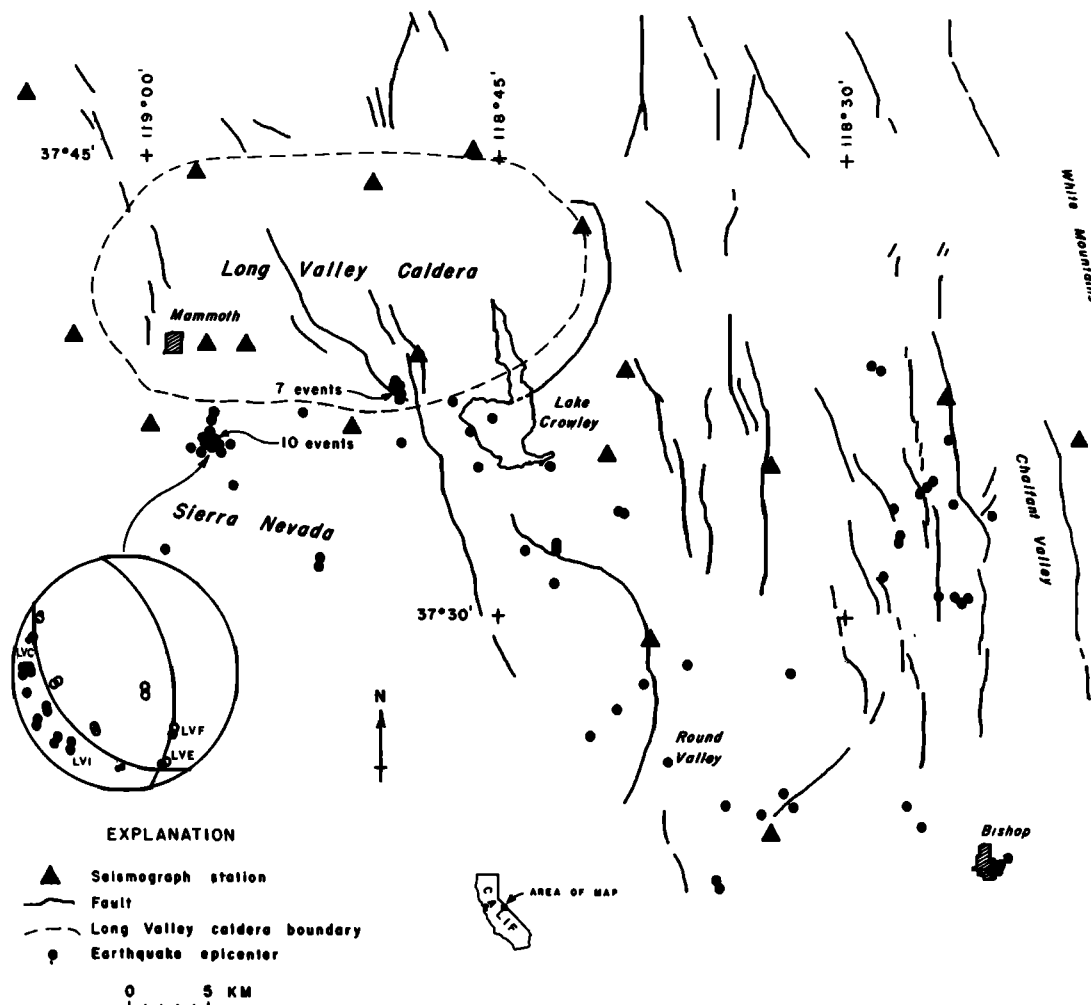 119°00'
118°45'
118°30'
37°45'
White Mountains
Long Valley Caldera
Mammoth
7 events
Lake
Crowley
10 events
Sierra Nevada
Chalfant Valley
37°30'
LVC
LVF
LVE
LVI
N
Round
Valley
EXPLANATION
Bishop
Seismograph station
Fault
Long Valley caldera boundary
Earthquake epicenter
AREA OF MAP
CALIF
0 5 KM